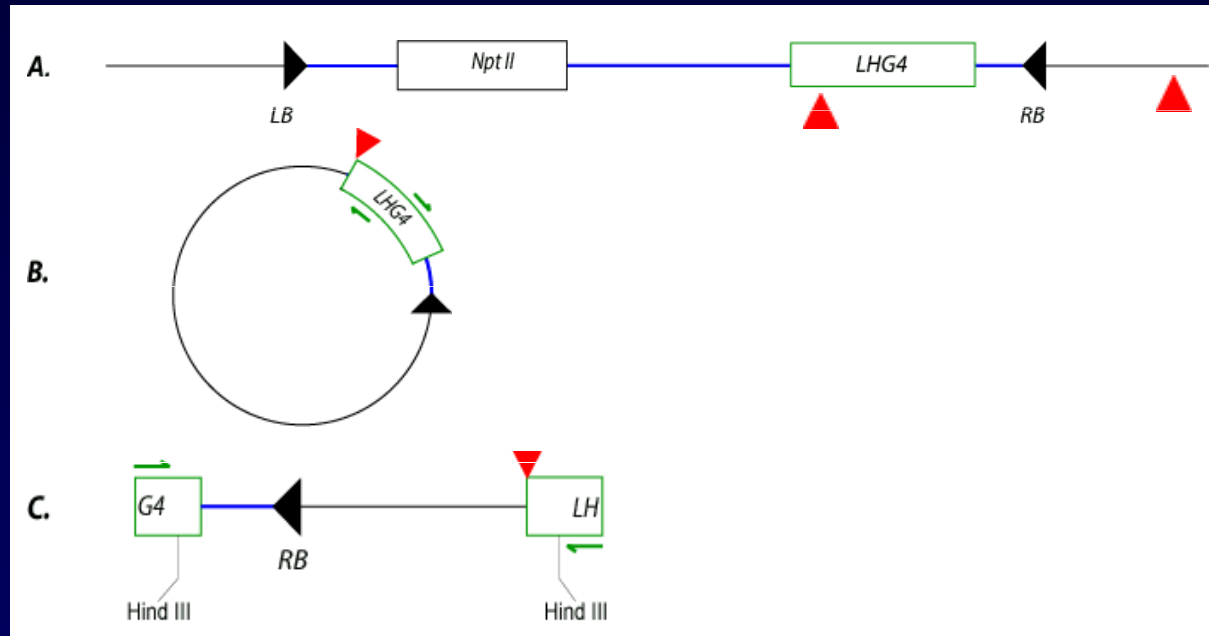 A.
Npt II
LHG4
LB
RB
B.
LHG4
C.
G4
LH
RB
Hind III
Hind III